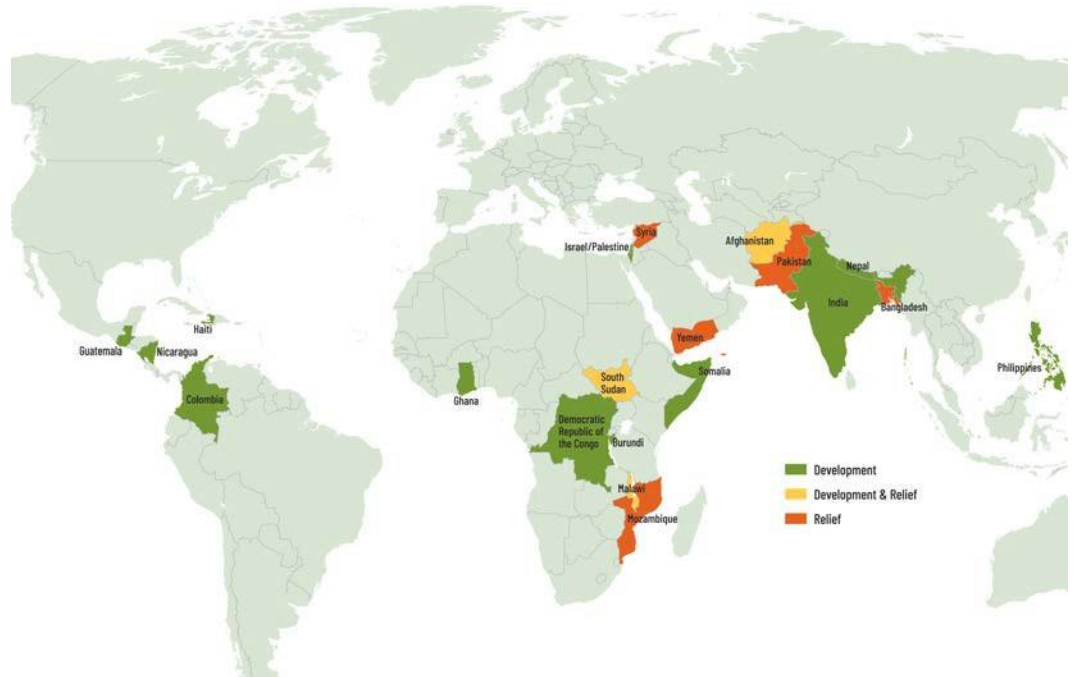 Syria
Israel/Palestine
Afghanistan
Pakistan
Nepal
India
Bangladesh
Haiti
Guatemala
Nicaragua
Yemen
Somalia
Philippines
Colombia
Ghana
South
Sudan
Democratic
Republic of
the Congo
Burundi
Malawi
Mozambique
Development
Development & Relief
Relief